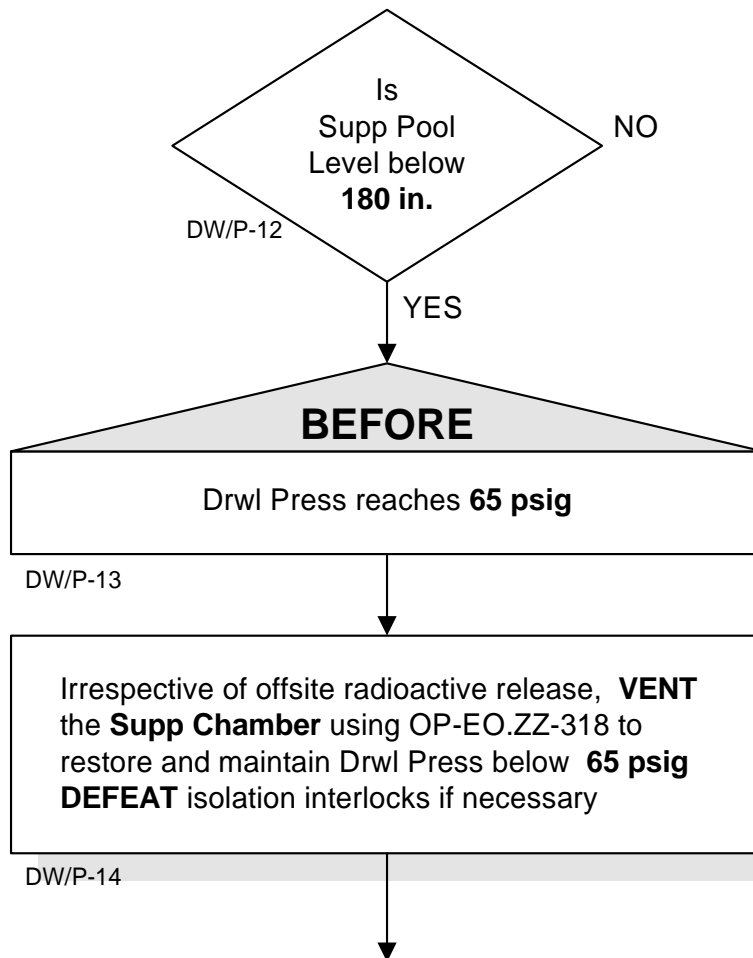 Is
Supp Pool
Level below
180 in.
NO
DW/P-12
YES
BEFORE
Drwl Press reaches 65 psig
DW/P-13
Irrespective of offsite radioactive release, VENT
the Supp Chamber using OP-EO.ZZ-318 to
restore and maintain Drwl Press below 65 psig
DEFEAT isolation interlocks if necessary
DW/P-14